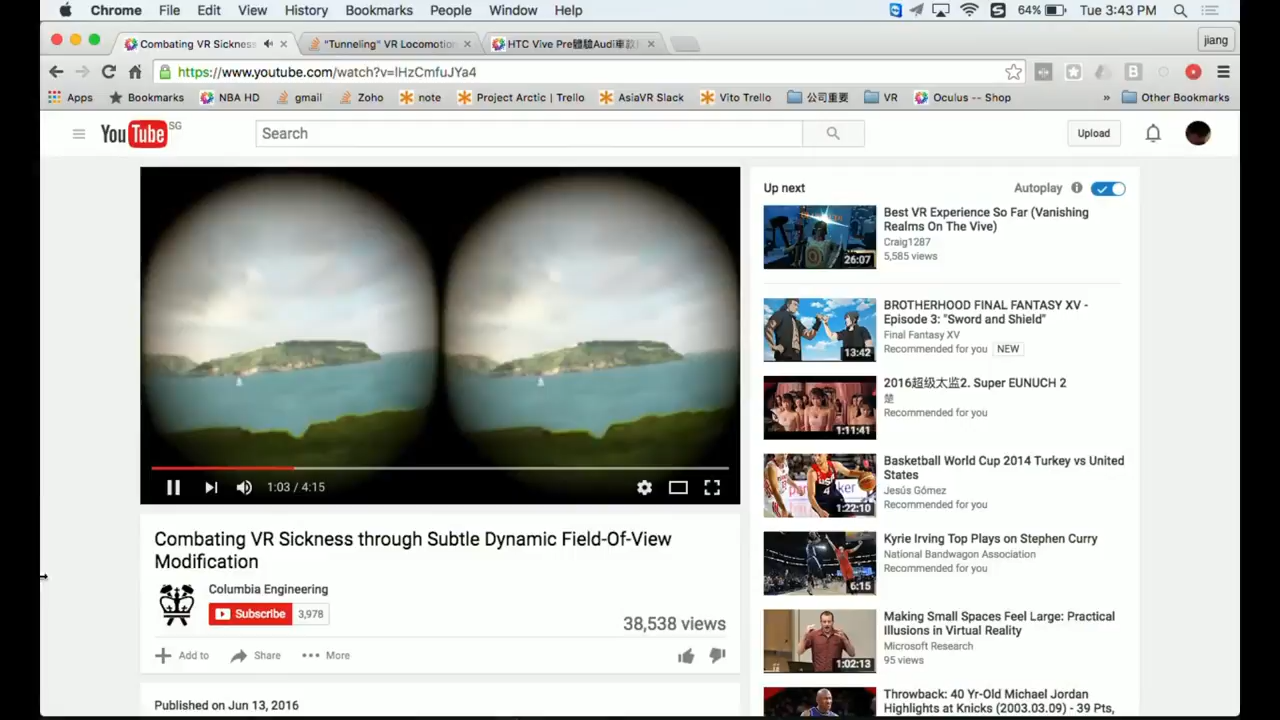 Chrome File Edit View History Bookmarks People Window Help 64% Tue 3:43 PM
Combating VR Sickness "Tunneling" VR Locomotion HTC Vive Pre體驗Audi車款 jiang
https://www.youtube.com/watch?v=lHzCmfuJYa4
Apps Bookmarks NBA HD gmail Zoho note Project Arctic | Trello AsiaVR Slack Vito Trello 公司重要 VR Oculus -- Shop » Other Bookmarks
YouTube SG Search Upload
Up next Autoplay
Best VR Experience So Far (Vanishing
Realms On The Vive)
Craig1287
5,585 views
26:07
BROTHERHOOD FINAL FANTASY XV -
Episode 3: "Sword and Shield"
Final Fantasy XV
Recommended for you NEW
13:42
2016超级太监2. Super EUNUCH 2
楚
Recommended for you
1:11:41
Basketball World Cup 2014 Turkey vs United
States
Jesús Gómez
Recommended for you
1:22:10
1:03 / 4:15
Combating VR Sickness through Subtle Dynamic Field-Of-View
Modification
Columbia Engineering
Subscribe 3,978
38,538 views
Add to Share More
Published on Jun 13, 2016
Kyrie Irving Top Plays on Stephen Curry
National Bandwagon Association
Recommended for you
6:15
Making Small Spaces Feel Large: Practical
Illusions in Virtual Reality
Microsoft Research
95 views
1:02:13
Throwback: 40 Yr-Old Michael Jordan
Highlights at Knicks (2003.03.09) - 39 Pts,